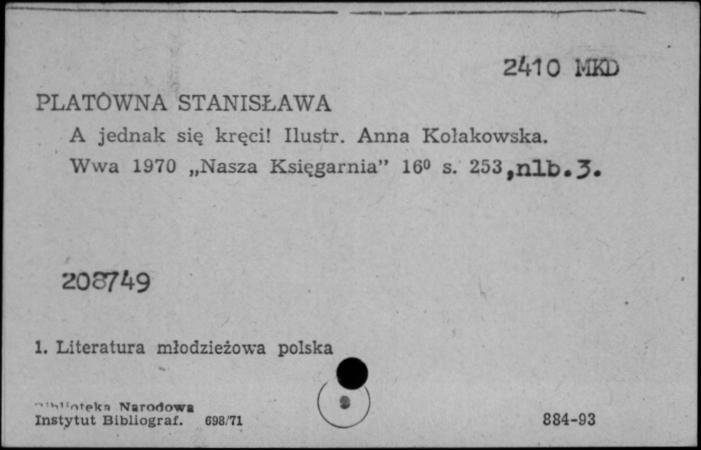 2410 MKD
PLATÓWNA STANISŁAWA
A jednak się kręci! Ilustr. Anna Kołakowska.
Wwa 1970 „Nasza Księgarnia” 16⁰ s. 253,nlb.3.
208749
1. Literatura młodzieżowa polska
Biblioteka Narodowa
Instytut Bibliograf. 698/71
884-93